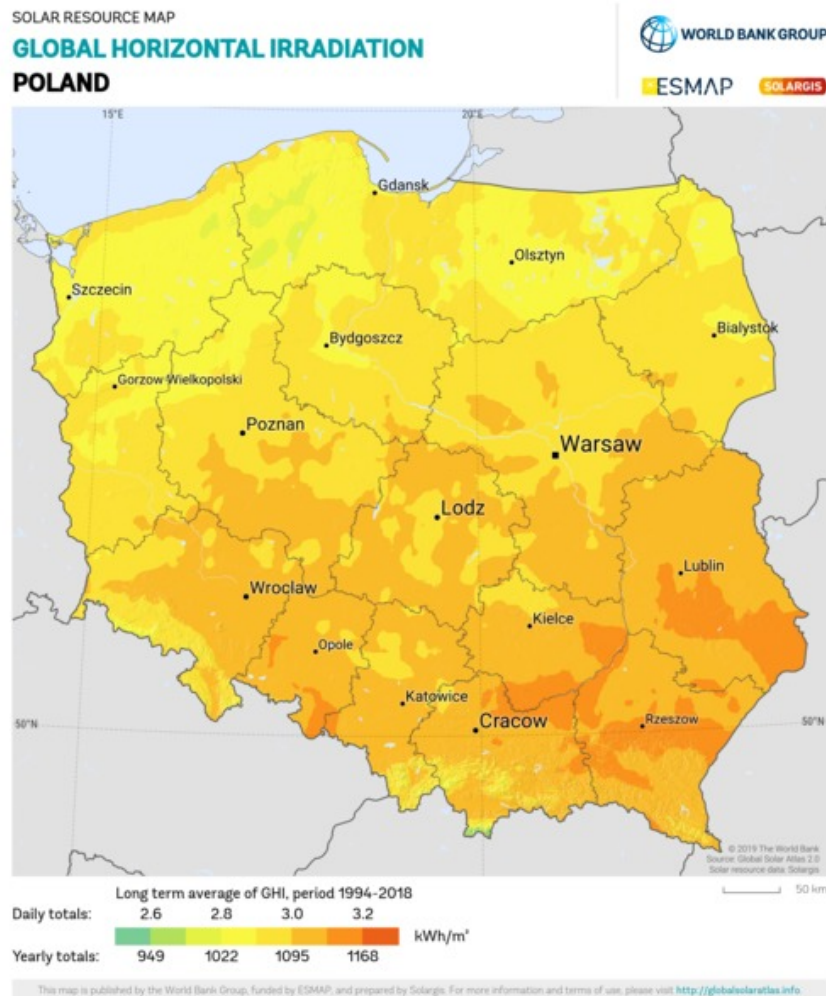 SOLAR RESOURCE MAP
GLOBAL HORIZONTAL IRRADIATION
POLAND
WORLD BANK GROUP
ESMAP
SOLARGIS
15°E
20°E
Gdansk
Olsztyn
Szczecin
Bialystok
Bydgoszcz
Gorzow Wielkopolski
Poznan
Warsaw
Lodz
Lublin
Wroclaw
Kielce
Opole
Katowice
Cracow
Rzeszow
50°N
50°N
© 2019 The World Bank
Source: Global Solar Atlas 2.0
Solar resource data: Solargis
50 km
Long term average of GHI, period 1994-2018
Daily totals: 2.6 2.8 3.0 3.2
kWh/m²
Yearly totals: 949 1022 1095 1168
This map is published by the World Bank Group, funded by ESMAP, and prepared by Solargis. For more information and terms of use, please visit http://globalsolaratlas.info.